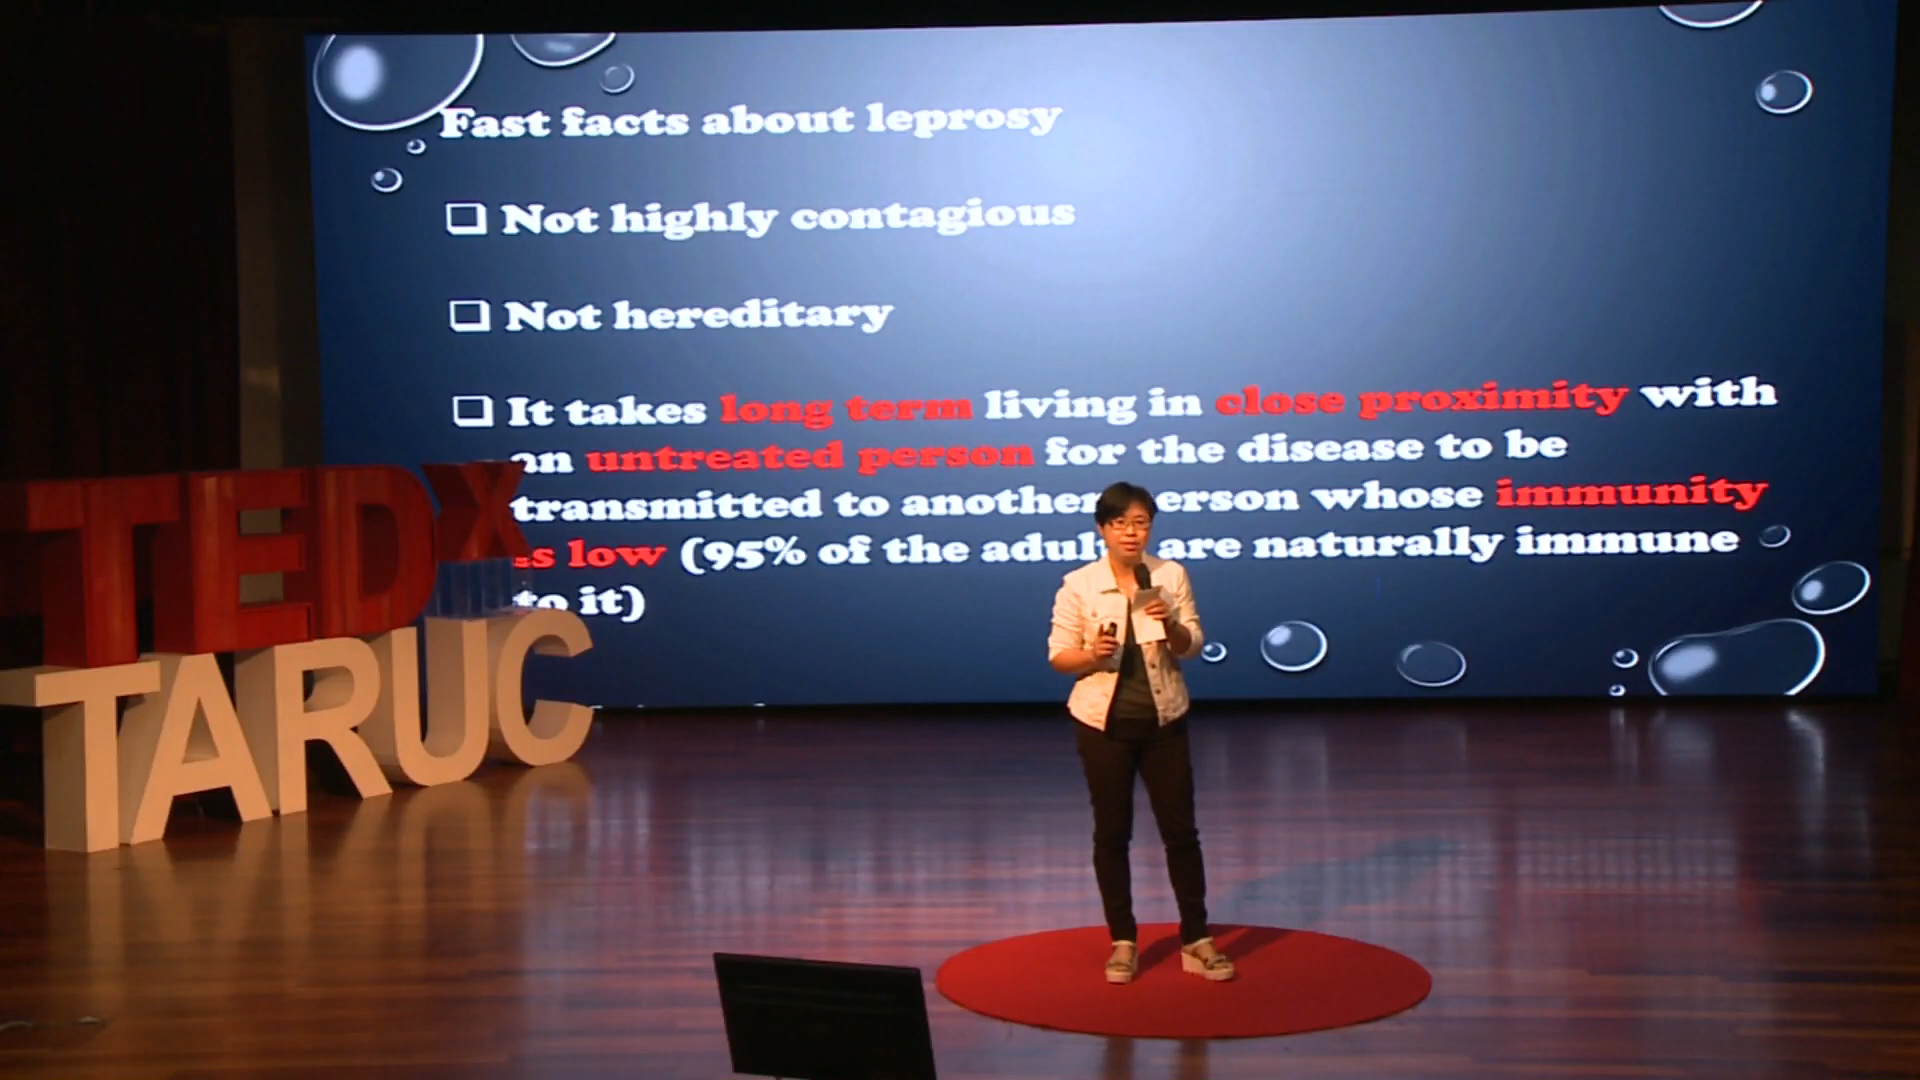 Fast facts about leprosy
Not highly contagious
Not hereditary
It takes long term living in close proximity with
an untreated person for the disease to be
transmitted to another person whose immunity
is low (95% of the adults are naturally immune
to it)
TEDx
TARUC